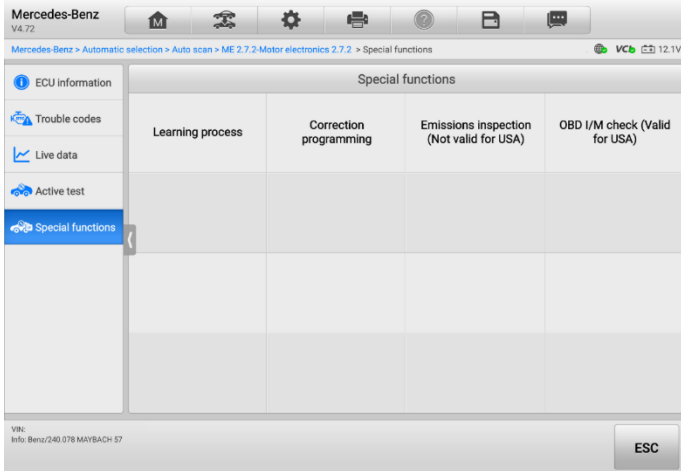 Mercedes-Benz
V4.72
Mercedes-Benz > Automatic selection > Auto scan > ME 2.7.2-Motor electronics 2.7.2 > Special functions
VCb 12.1V
ECU information
Trouble codes
Live data
Active test
Special functions
Special functions
Learning process
Correction
programming
Emissions inspection
(Not valid for USA)
OBD I/M check (Valid
for USA)
VIN:
Info: Benz/240.078 MAYBACH 57
ESC